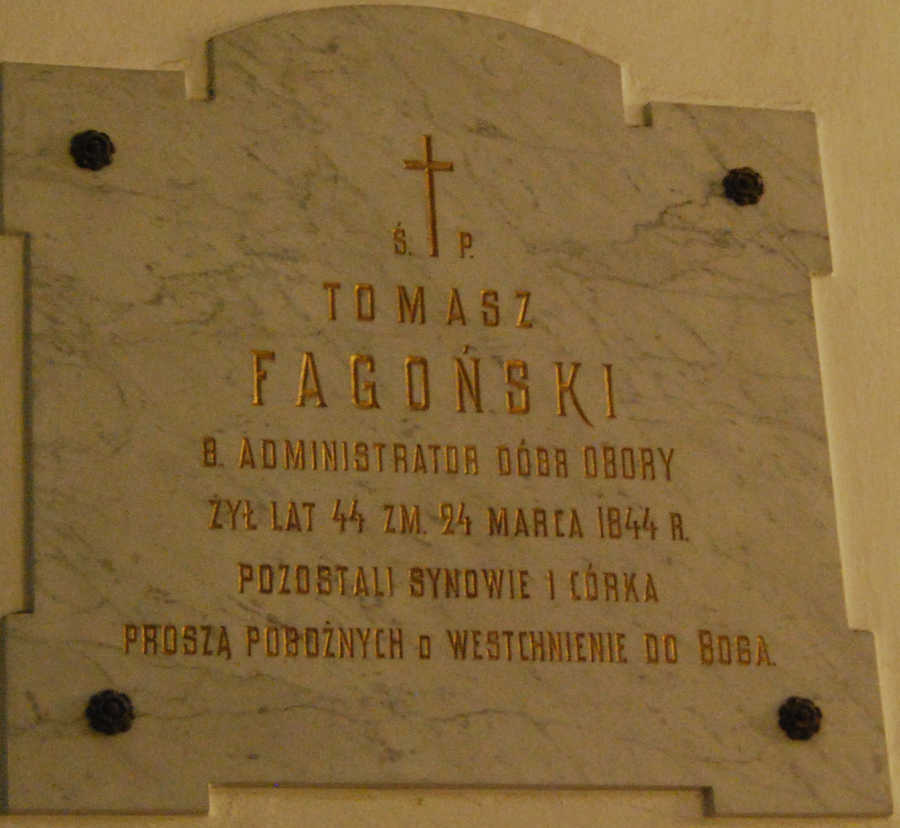 Ś. P.
TOMASZ
FAGOŃSKI
B. ADMINISTRATOR DÓBR OBORY
ŻYŁ LAT 44 ZM. 24 MARCA 1844 R.
POZOSTALI SYNOWIE I CÓRKA
PROSZĄ POBOŻNYCH O WESTCHNIENIE DO BOGA.